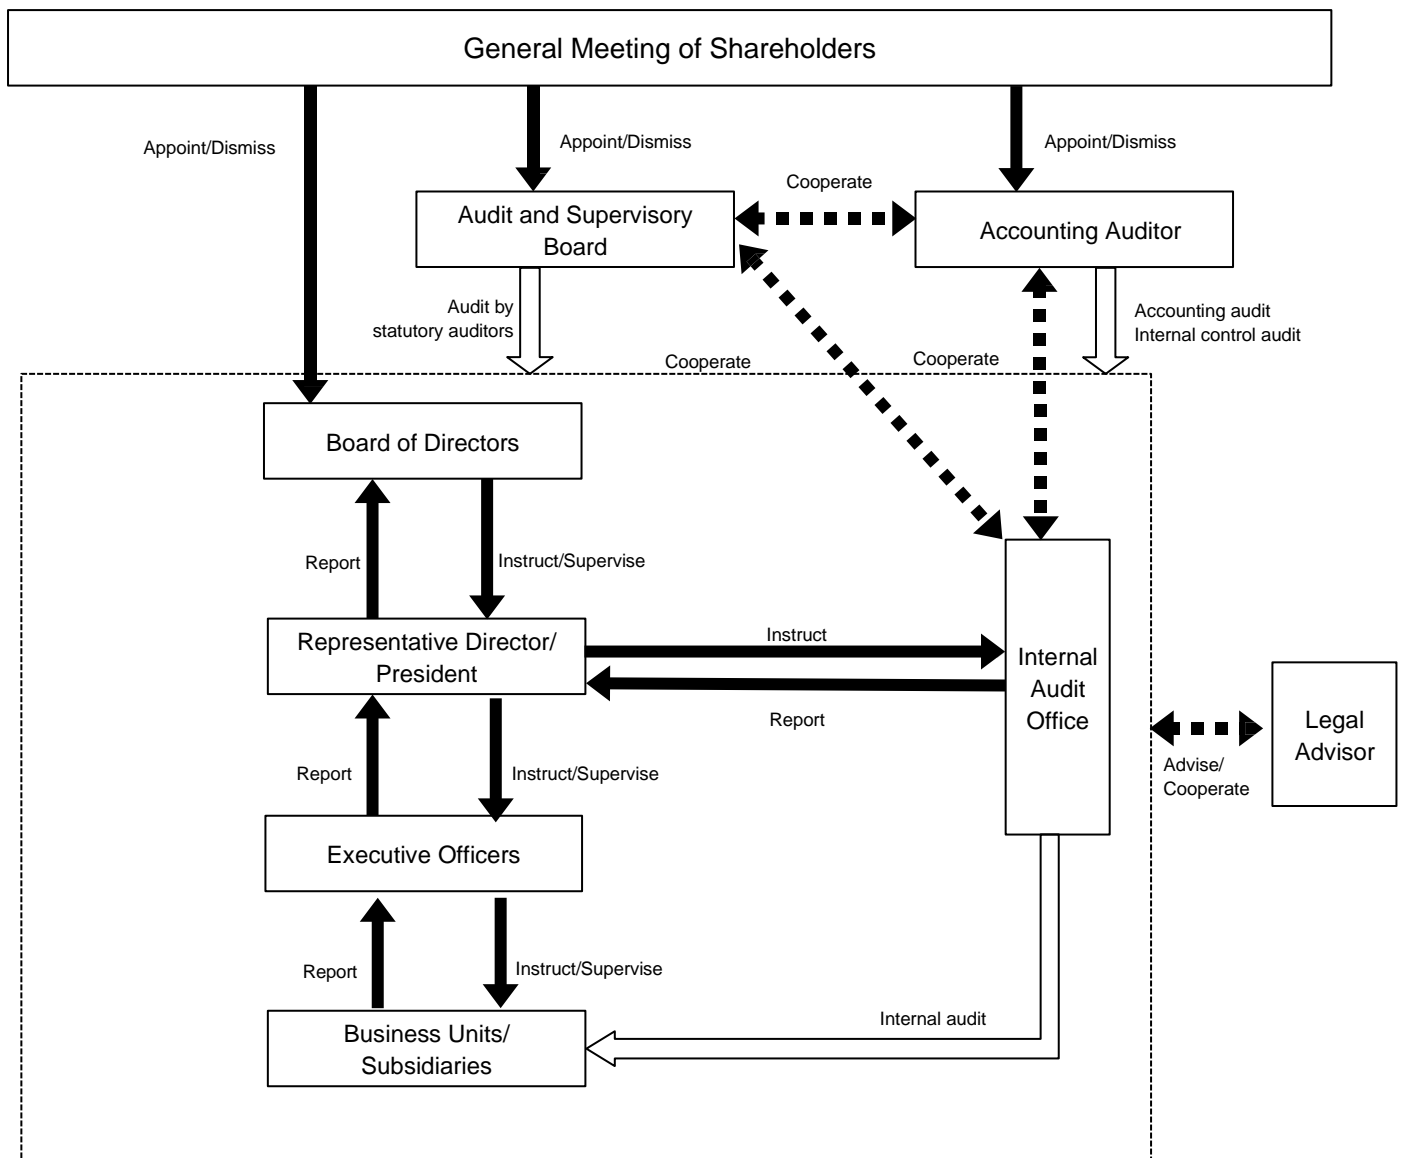 General Meeting of Shareholders
Appoint/Dismiss
Appoint/Dismiss
Appoint/Dismiss
Cooperate
Audit and Supervisory
Board
Accounting Auditor
Audit by
statutory auditors
Accounting audit
Internal control audit
Cooperate
Cooperate
Board of Directors
Report
Instruct/Supervise
Representative Director/
President
Instruct
Report
Internal
Audit
Office
Legal
Advisor
Advise/
Cooperate
Report
Instruct/Supervise
Executive Officers
Report
Instruct/Supervise
Internal audit
Business Units/
Subsidiaries